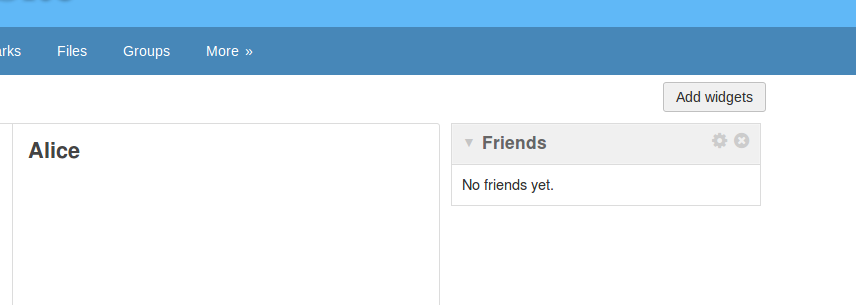 Files Groups More »
Add widgets
Alice
Friends
No friends yet.